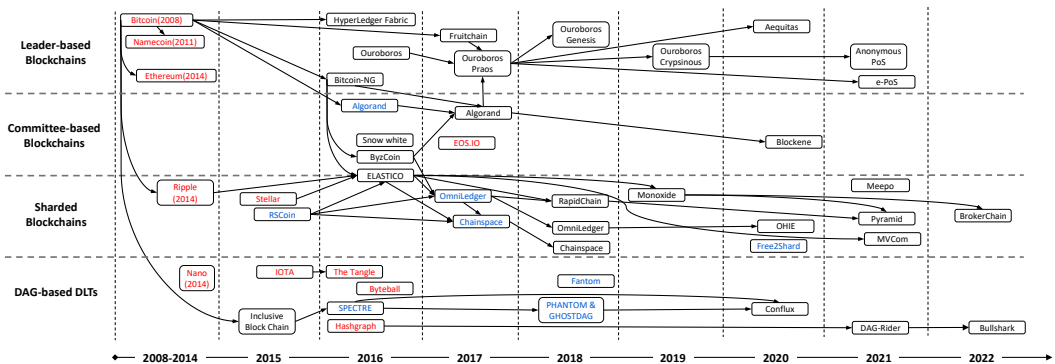 Leader-based
Blockchains
Bitcoin(2008)
Namecoin(2011)
Ethereum(2014)
HyperLedger Fabric
Ouroboros
Bitcoin-NG
Fruitchain
Ouroboros
Praos
Ouroboros
Genesis
Ouroboros
Crypsinous
Aequitas
Anonymous
PoS
e-PoS
Committee-based
Blockchains
Algorand
Snow white
ByzCoin
Algorand
EOS.IO
Blockene
Sharded
Blockchains
Ripple
(2014)
Stellar
RSCoin
ELASTICO
OmniLedger
Chainspace
RapidChain
OmniLedger
Chainspace
Monoxide
OHIE
Free2Shard
Meepo
Pyramid
MVCom
BrokerChain
DAG-based DLTs
Nano
(2014)
IOTA
Inclusive
Block Chain
The Tangle
Byteball
SPECTRE
Hashgraph
Fantom
PHANTOM &
GHOSTDAG
Conflux
DAG-Rider
Bullshark
2008-2014
2015
2016
2017
2018
2019
2020
2021
2022